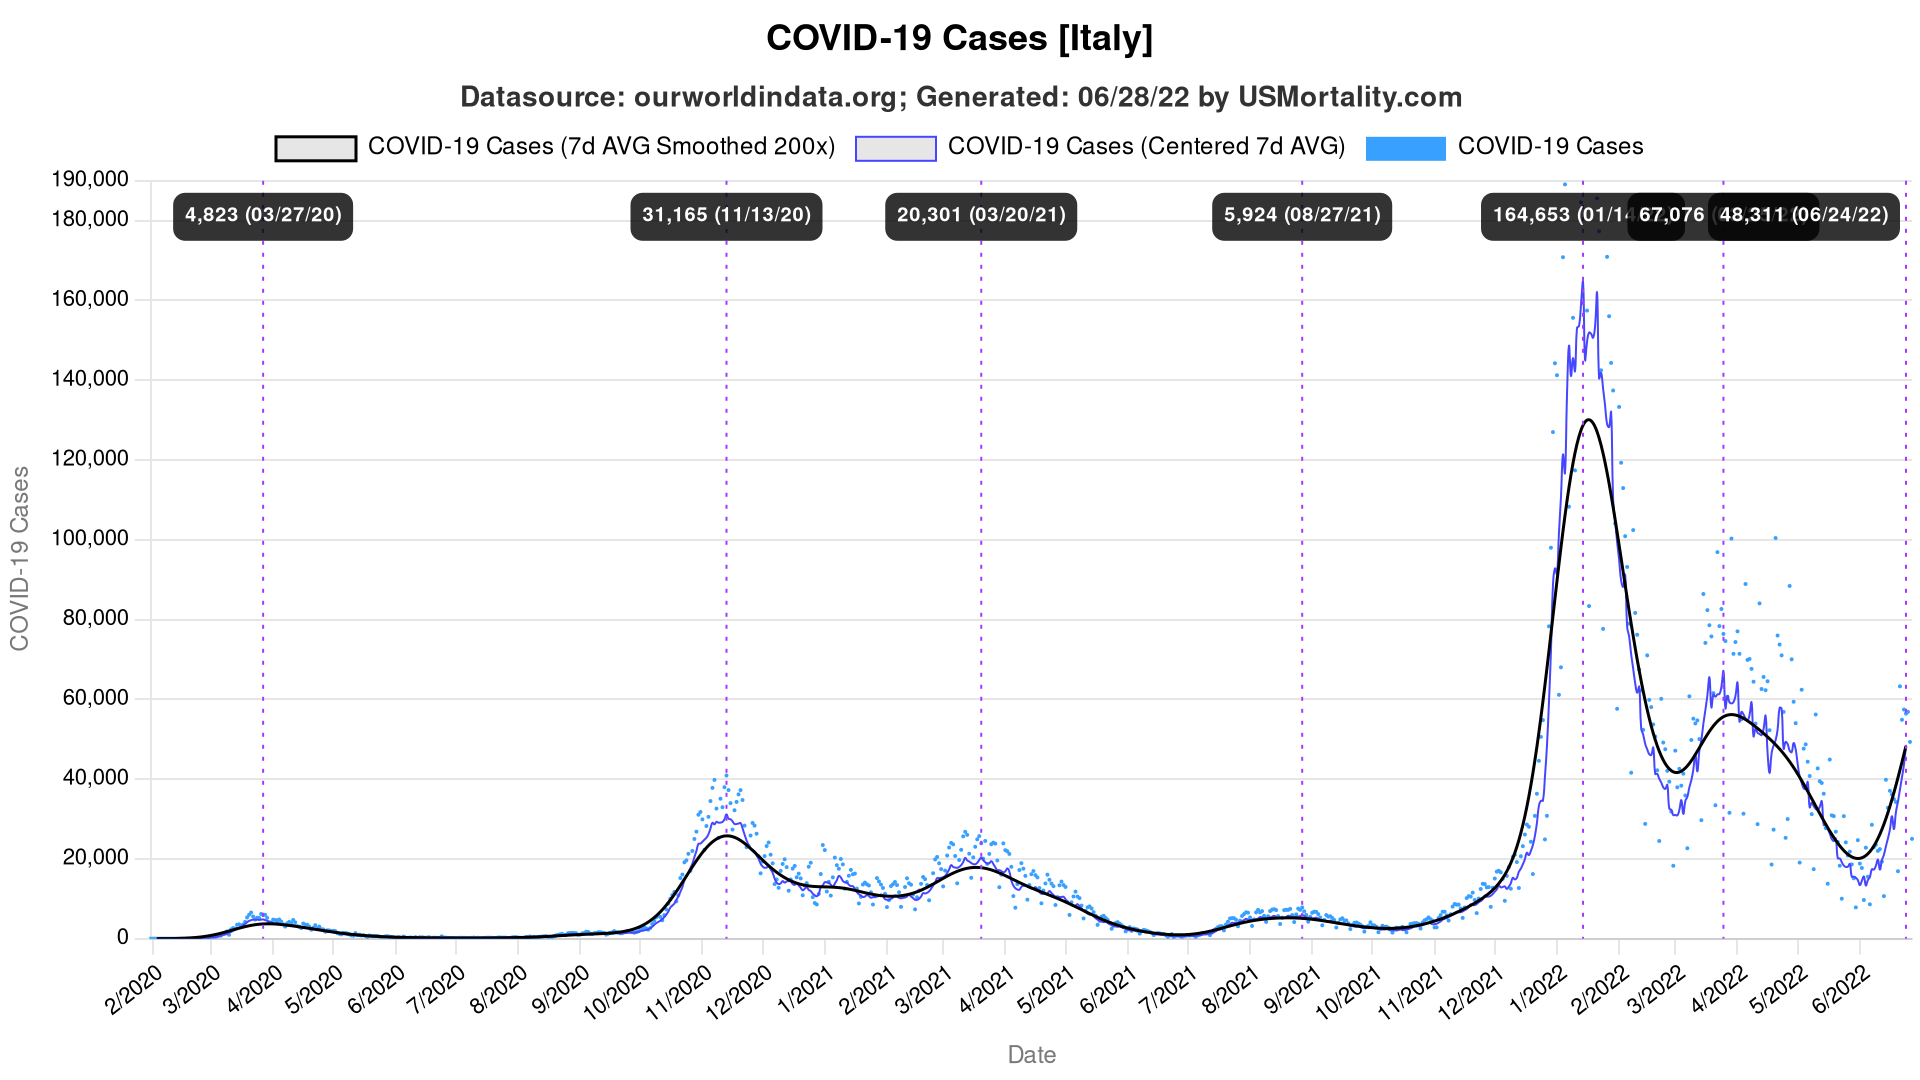 COVID-19 Cases [Italy]
Datasource: ourworldindata.org; Generated: 06/28/22 by USMortality.com
COVID-19 Cases (7d AVG Smoothed 200x) COVID-19 Cases (Centered 7d AVG) COVID-19 Cases
190,000
4,823 (03/27/20) 31,165 (11/13/20) 20,301 (03/20/21) 5,924 (08/27/21) 164,653 (01/14 67,076 48,311 (06/24/22)
180,000
160,000
140,000
120,000
100,000
80,000
60,000
40,000
20,000
0
COVID-19 Cases
2/2020 3/2020 4/2020 5/2020 6/2020 7/2020 8/2020 9/2020 10/2020 11/2020 12/2020 1/2021 2/2021 3/2021 4/2021 5/2021 6/2021 7/2021 8/2021 9/2021 10/2021 11/2021 12/2021 1/2022 2/2022 3/2022 4/2022 5/2022 6/2022
Date